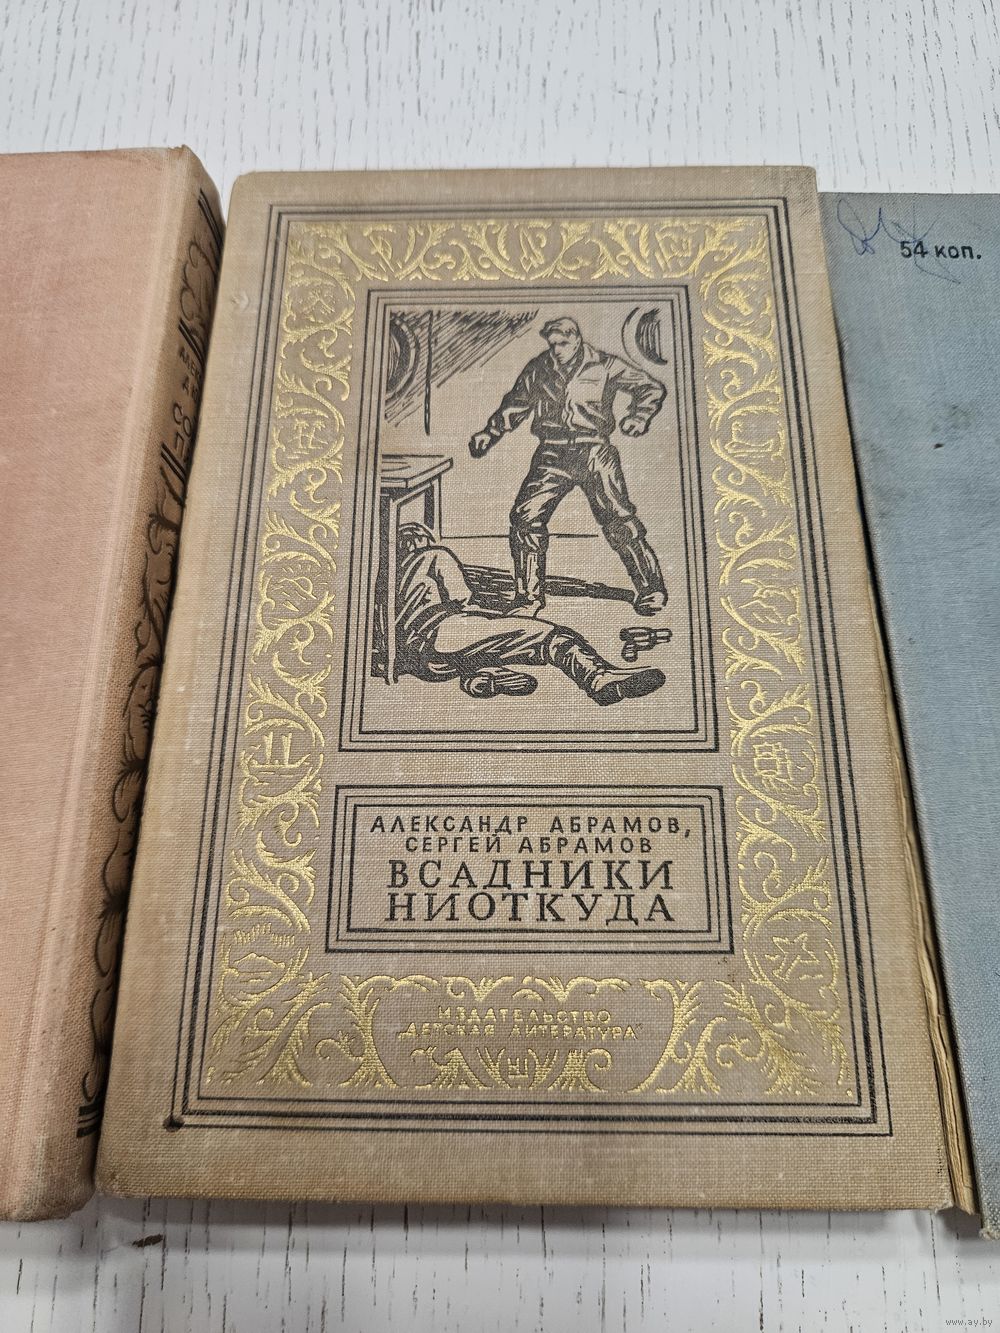 54 коп.
АЛЕКСАНДР АБРАМОВ,
СЕРГЕЙ АБРАМОВ
ВСАДНИКИ
НИОТКУДА
ИЗДАТЕЛЬСТВО
"ДЕТСКАЯ ЛИТЕРАТУРА"
www.ay.by